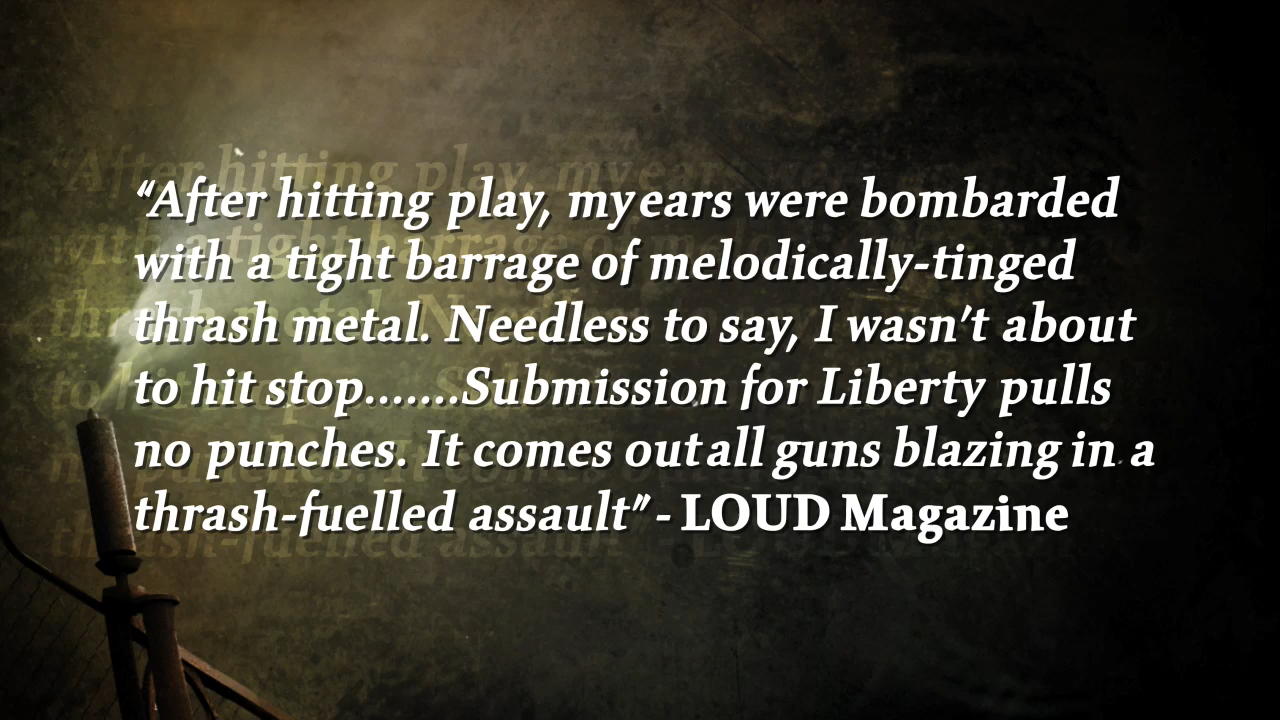 “After hitting play, my ears were bombarded
with a tight barrage of melodically-tinged
thrash metal. Needless to say, I wasn’t about
to hit stop.......Submission for Liberty pulls
no punches. It comes out all guns blazing in a
thrash-fuelled assault” - LOUD Magazine